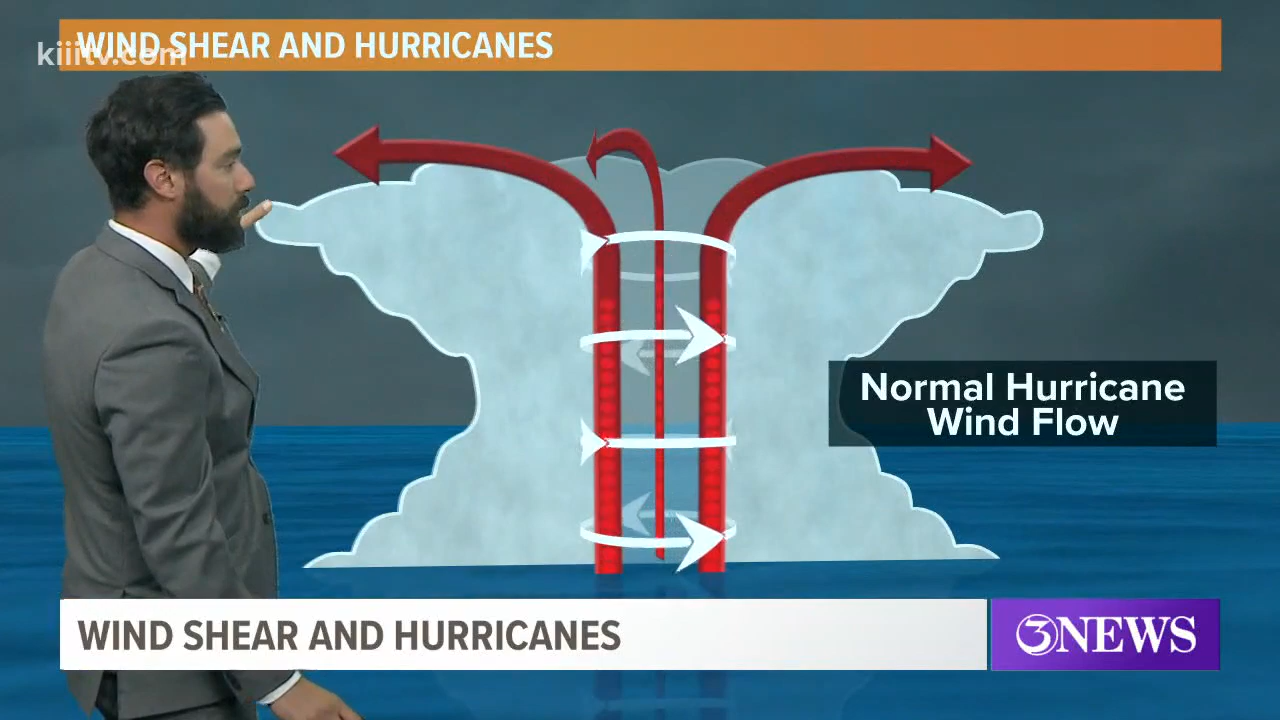 WIND SHEAR AND HURRICANES
kiiitv.com
Normal Hurricane
Wind Flow
WIND SHEAR AND HURRICANES
3NEWS